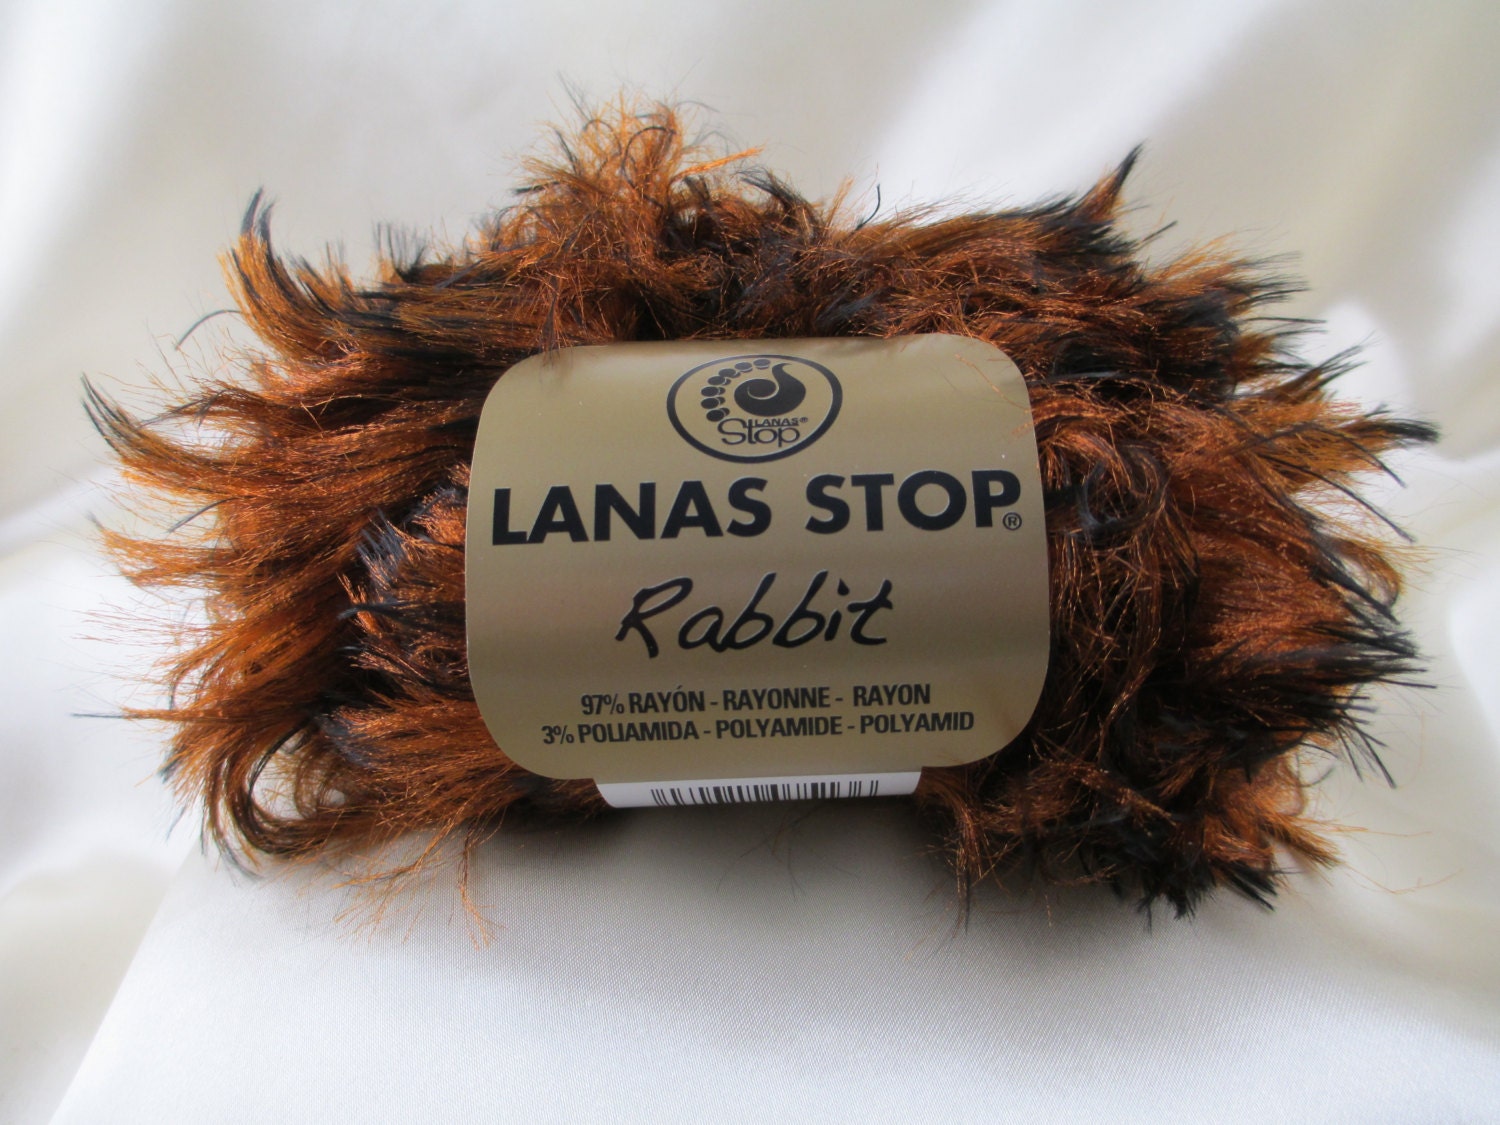 LANAS®
Stop
LANAS STOP®
Rabbit
97% RAYÓN - RAYONNE - RAYON
3% POLIAMIDA - POLYAMIDE - POLYAMID